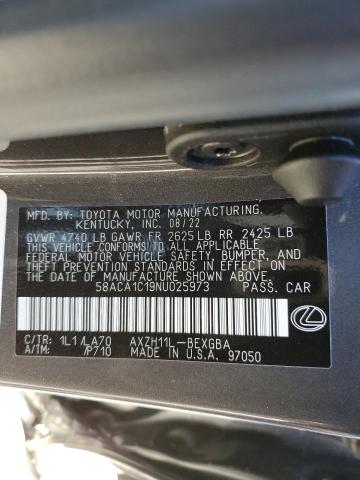 MFD. BY: TOYOTA MOTOR MANUFACTURING,
KENTUCKY, INC. 08/22
GVWR 4740 LB GAWR FR 2625 LB RR 2425 LB
THIS VEHICLE CONFORMS TO ALL APPLICABLE
FEDERAL MOTOR VEHICLE SAFETY, BUMPER, AND
THEFT PREVENTION STANDARDS IN EFFECT ON THE
DATE OF MANUFACTURE SHOWN ABOVE.
58ACA1C19NU025973 PASS. CAR
C/TR: 1L1/LA70 AXZH11L-BEXGBA
A/TM: /P710 MADE IN U.S.A. 97050